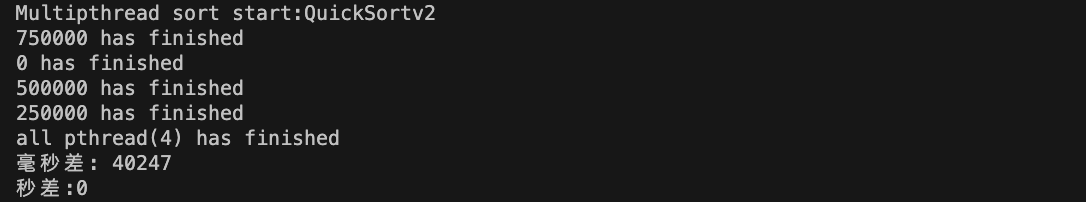 Multipthread sort start:QuickSortv2
750000 has finished
0 has finished
500000 has finished
250000 has finished
all pthread(4) has finished
毫秒差: 40247
秒差:0